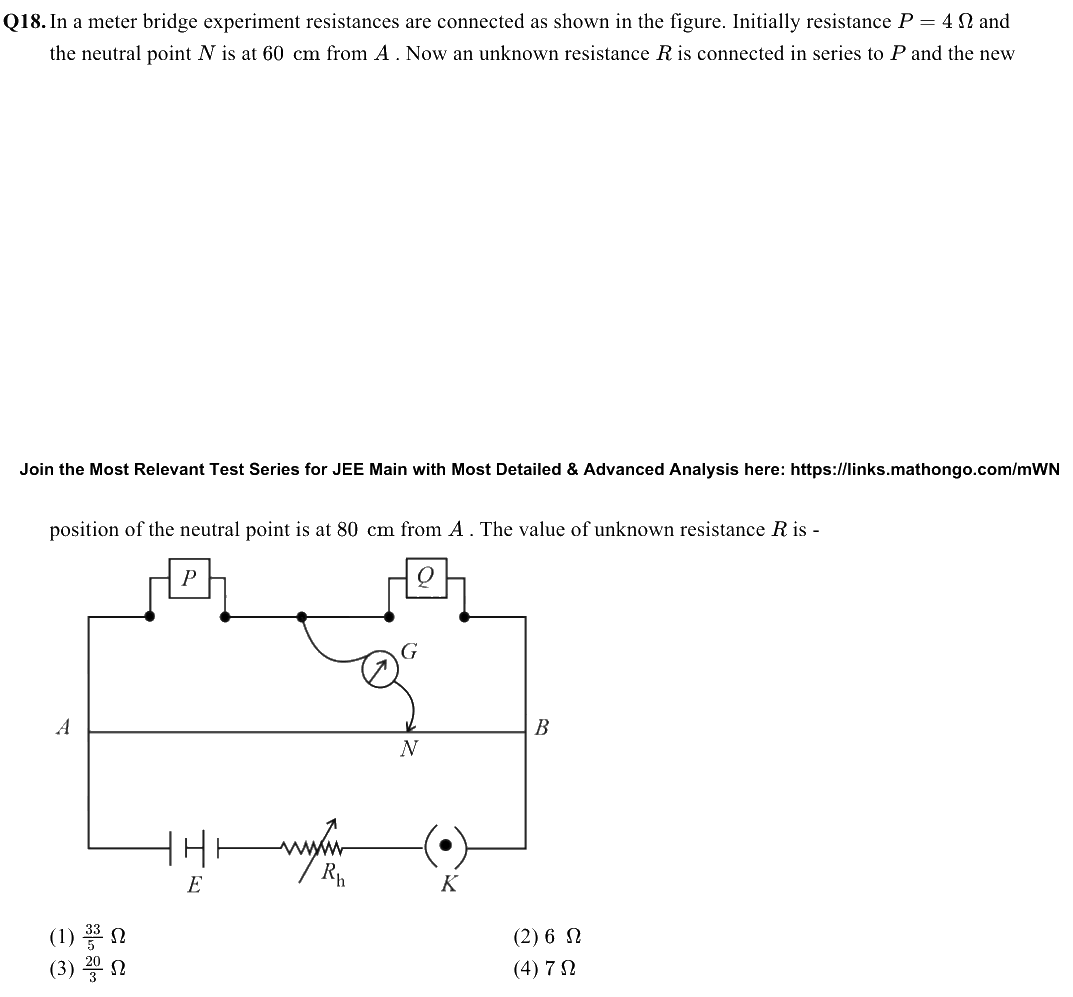 Q18. In a meter bridge experiment resistances are connected as shown in the figure. Initially resistance P = 4 Ω and
the neutral point N is at 60 cm from A . Now an unknown resistance R is connected in series to P and the new
Join the Most Relevant Test Series for JEE Main with Most Detailed & Advanced Analysis here: https://links.mathongo.com/mWN
position of the neutral point is at 80 cm from A . The value of unknown resistance R is -
P
Q
G
A
B
N
E
Rh
K
(1) 33/5 Ω
(2) 6 Ω
(3) 20/3 Ω
(4) 7 Ω